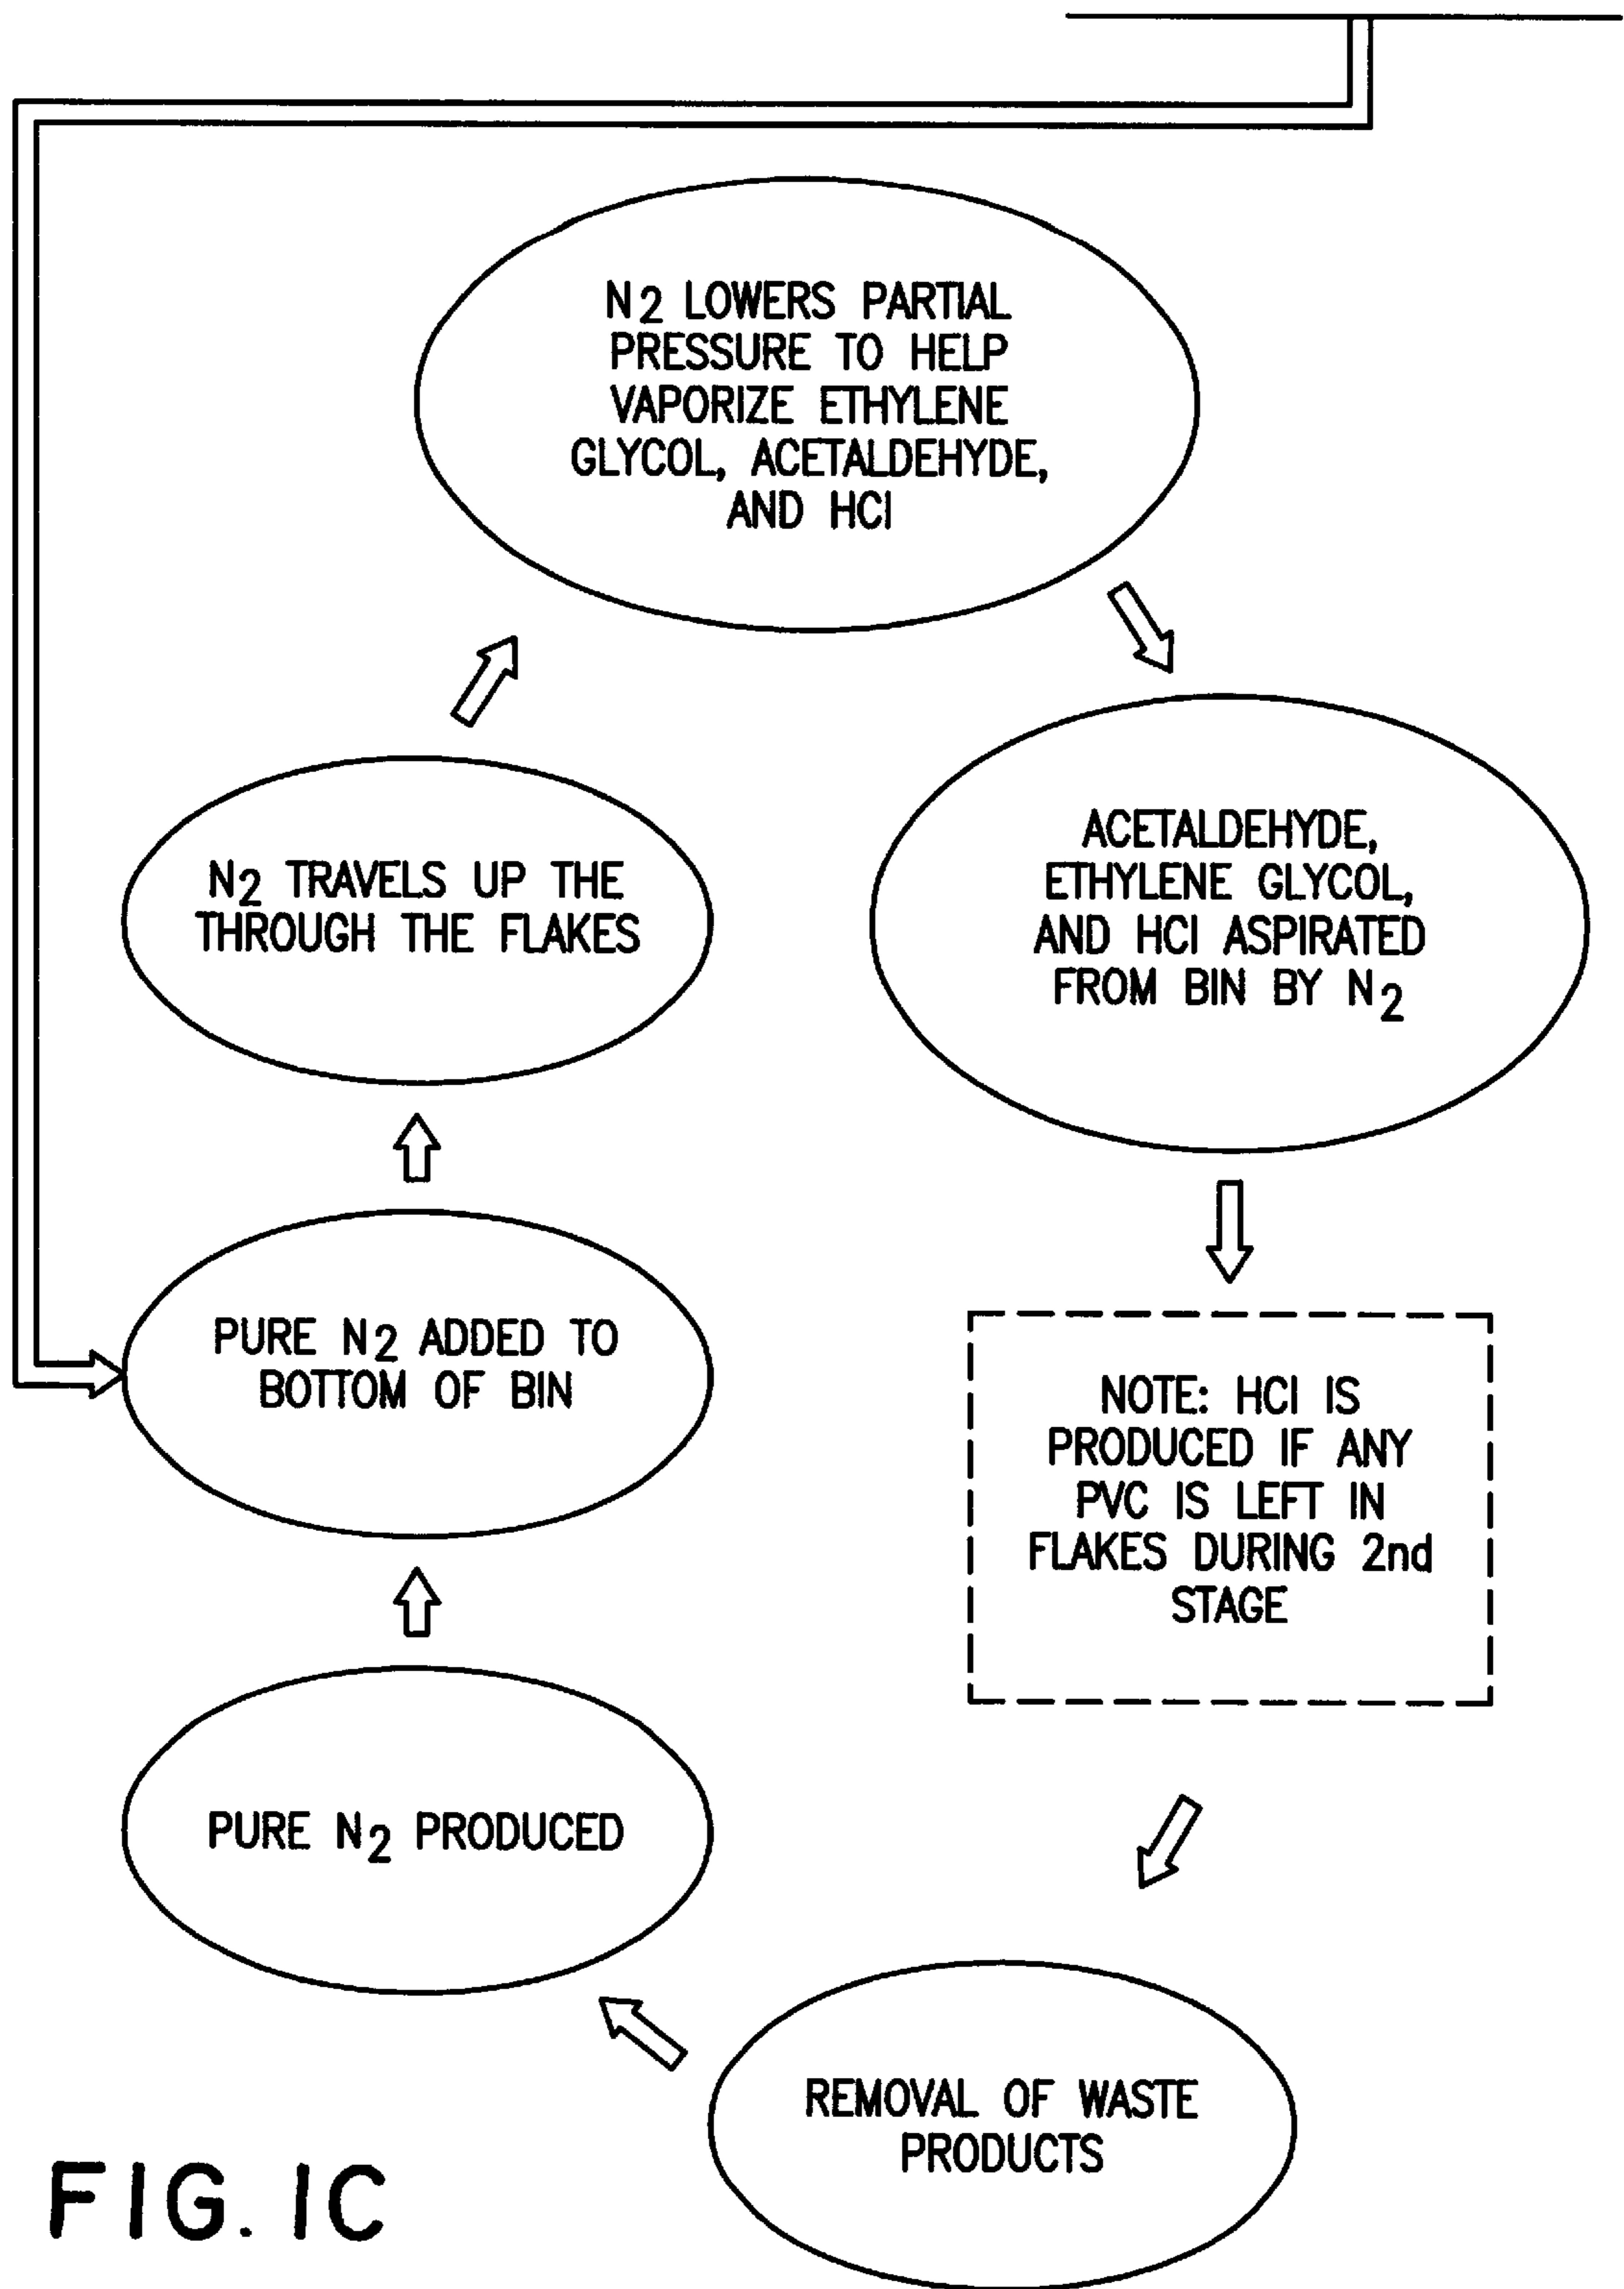 N2 LOWERS PARTIAL
PRESSURE TO HELP
VAPORIZE ETHYLENE
GLYCOL, ACETALDEHYDE,
AND HCl
ACETALDEHYDE,
ETHYLENE GLYCOL,
AND HCl ASPIRATED
FROM BIN BY N2
N2 TRAVELS UP THE
THROUGH THE FLAKES
PURE N2 ADDED TO
BOTTOM OF BIN
NOTE: HCl IS
PRODUCED IF ANY
PVC IS LEFT IN
FLAKES DURING 2nd
STAGE
PURE N2 PRODUCED
REMOVAL OF WASTE
PRODUCTS
FIG. 1C